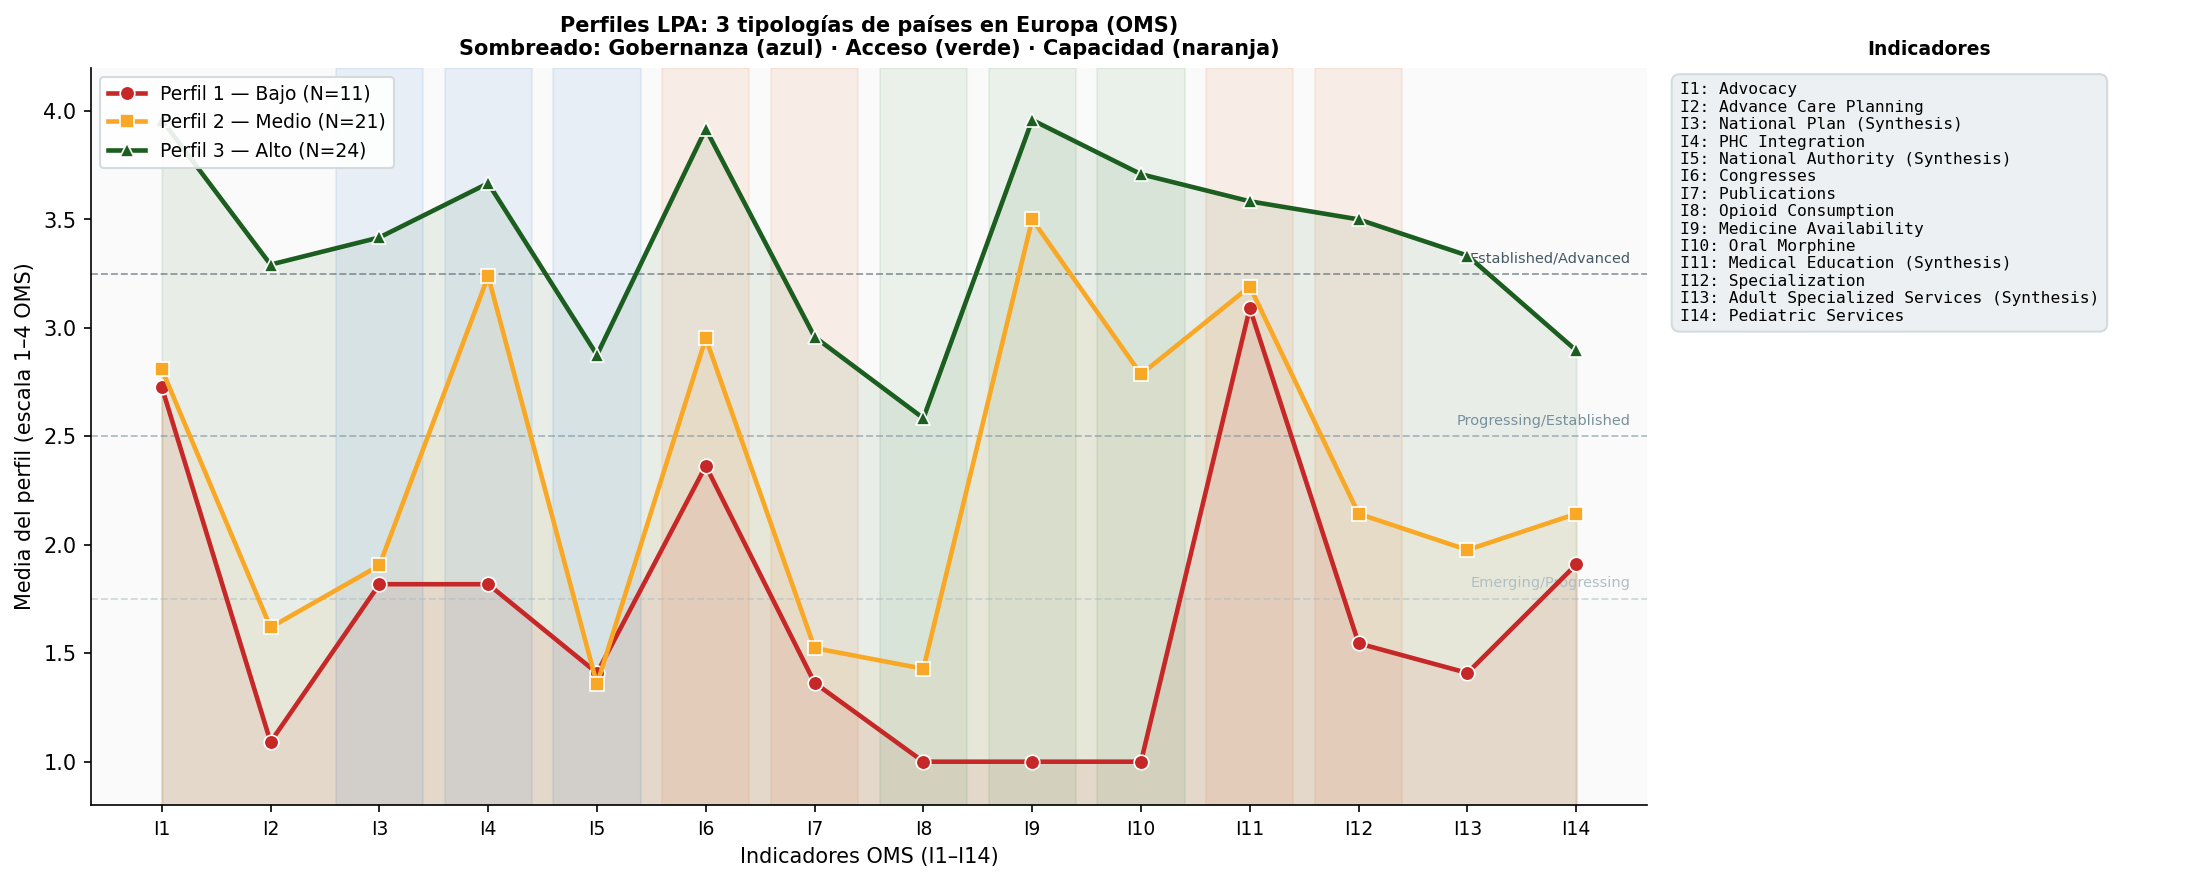 Perfiles LPA: 3 tipologías de países en Europa (OMS)
Sombreado: Gobernanza (azul) · Acceso (verde) · Capacidad (naranja)
Perfil 1 — Bajo (N=11)
Perfil 2 — Medio (N=21)
Perfil 3 — Alto (N=24)
Media del perfil (escala 1–4 OMS)
4.0
3.5
3.0
2.5
2.0
1.5
1.0
Established/Advanced
Progressing/Established
Emerging/Progressing
I1 I2 I3 I4 I5 I6 I7 I8 I9 I10 I11 I12 I13 I14
Indicadores OMS (I1–I14)
Indicadores
I1: Advocacy
I2: Advance Care Planning
I3: National Plan (Synthesis)
I4: PHC Integration
I5: National Authority (Synthesis)
I6: Congresses
I7: Publications
I8: Opioid Consumption
I9: Medicine Availability
I10: Oral Morphine
I11: Medical Education (Synthesis)
I12: Specialization
I13: Adult Specialized Services (Synthesis)
I14: Pediatric Services